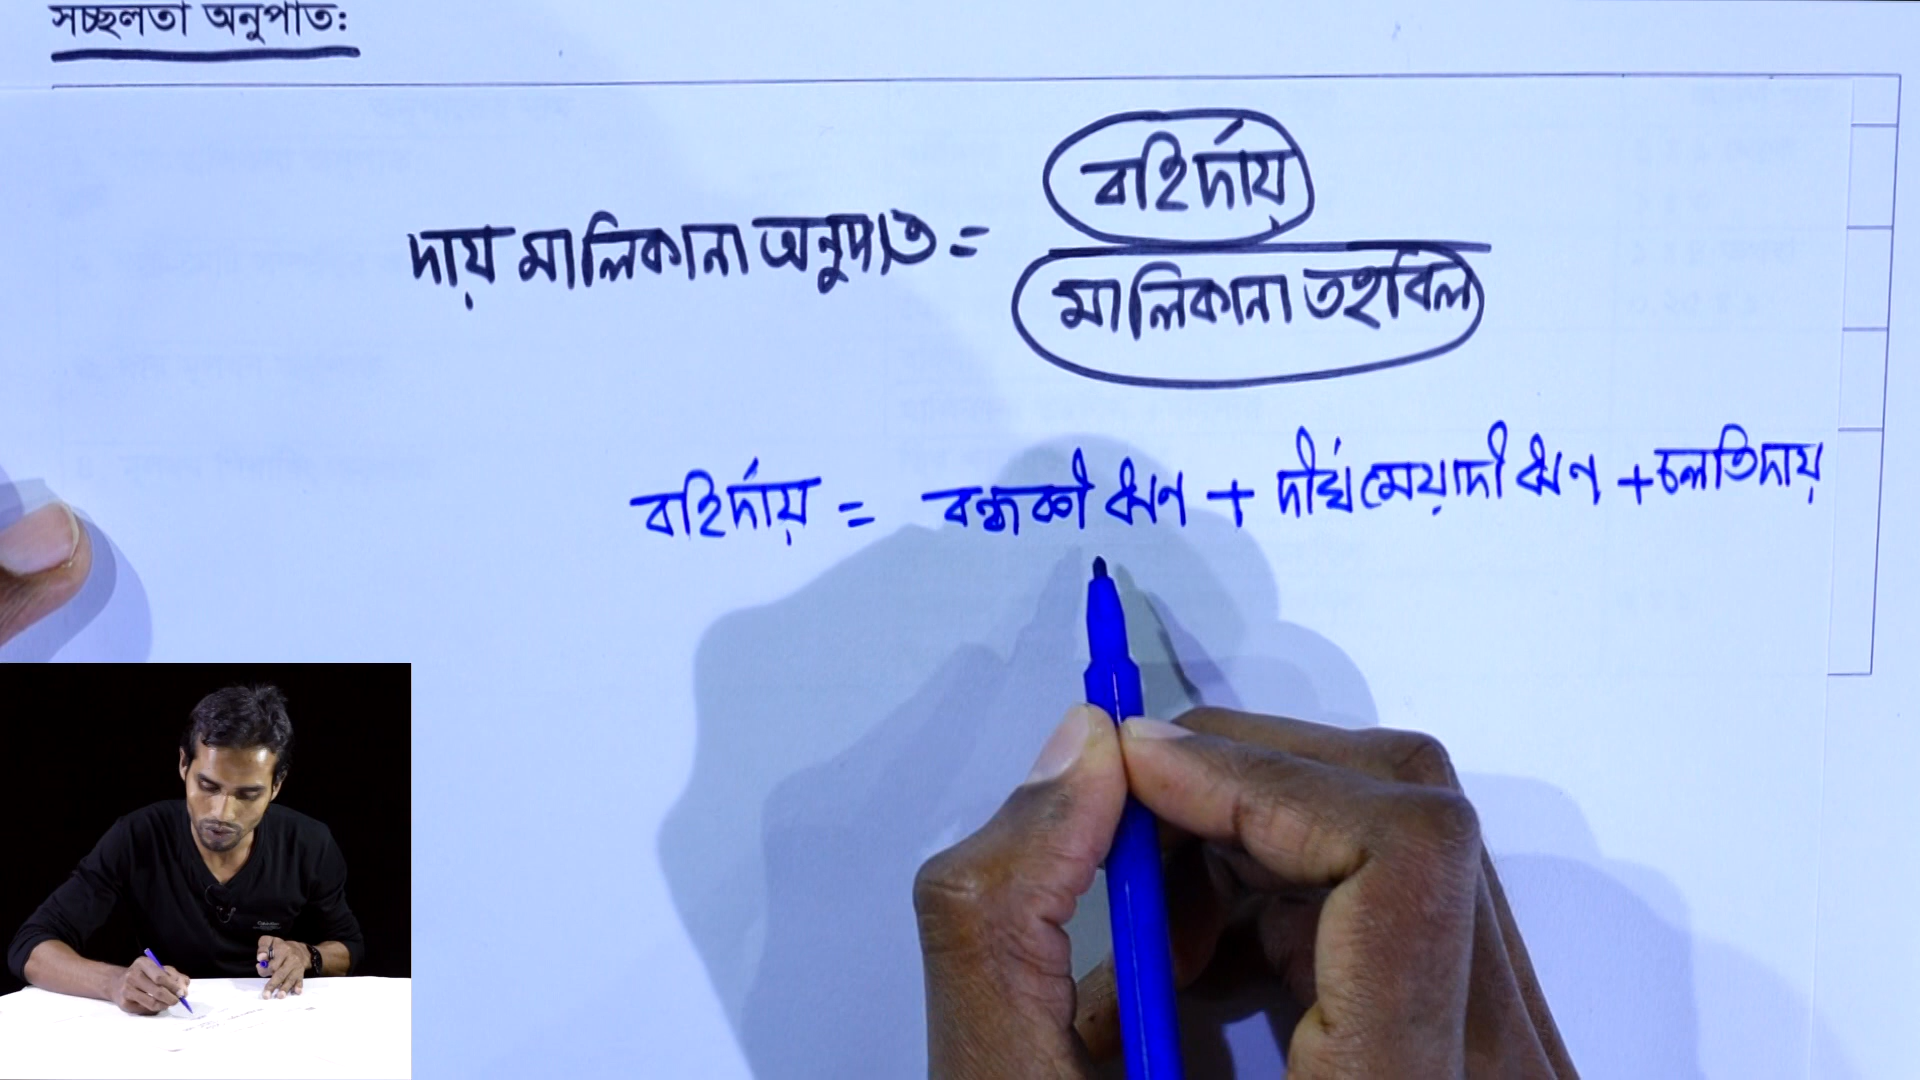 সচ্ছলতা অনুপাত:
দায় মালিকানা অনুপাত = বহির্দায় / মালিকানা তহবিল
বহির্দায় = বন্ধকী ঋণ + দীর্ঘমেয়াদী ঋণ + চলতিদায়